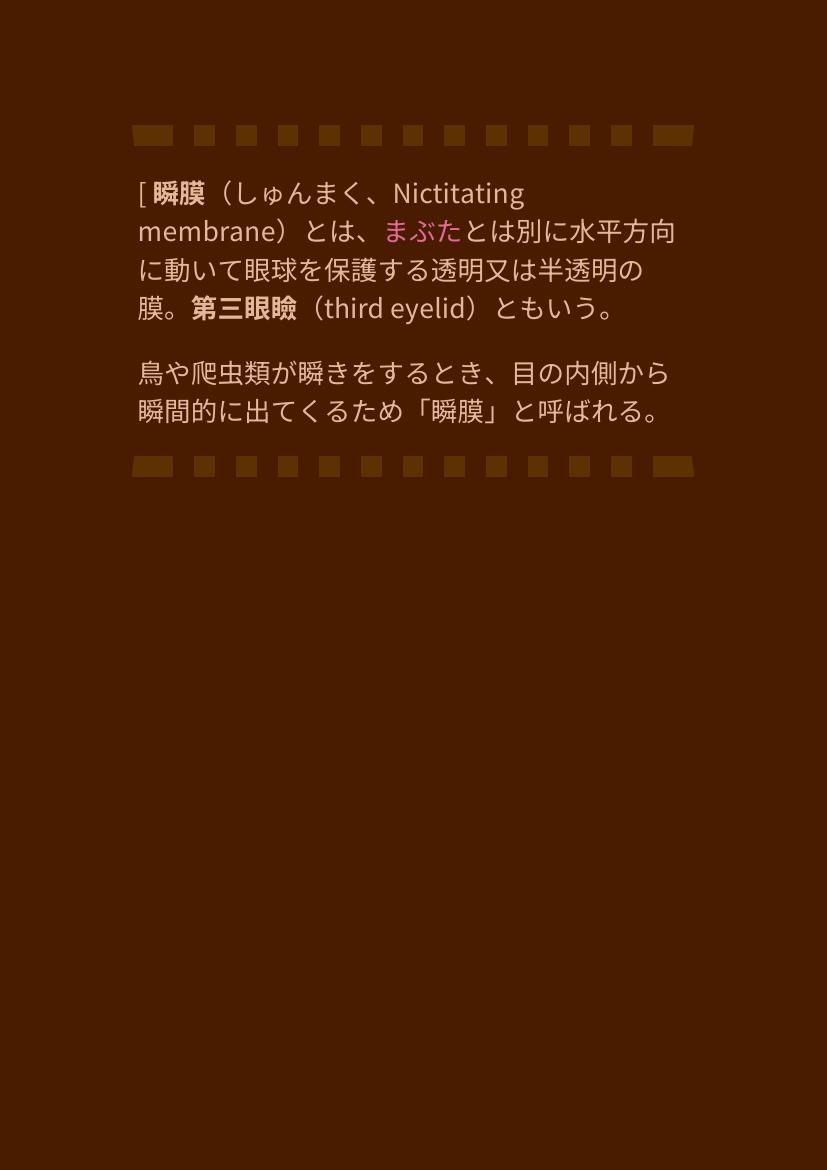 [ 瞬膜（しゅんまく、Nictitating
membrane）とは、まぶたとは別に水平方向
に動いて眼球を保護する透明又は半透明の
膜。第三眼瞼（third eyelid）ともいう。
鳥や爬虫類が瞬きをするとき、目の内側から
瞬間的に出てくるため「瞬膜」と呼ばれる。